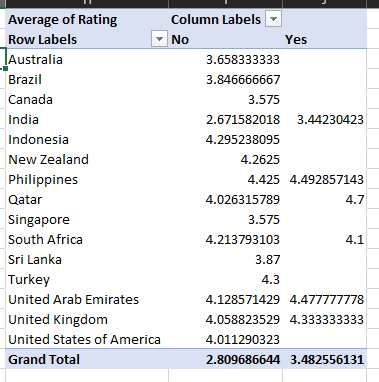 Average of Rating Column Labels
Row Labels No Yes
Australia 3.658333333
Brazil 3.846666667
Canada 3.575
India 2.671582018 3.44230423
Indonesia 4.295238095
New Zealand 4.2625
Philippines 4.425 4.492857143
Qatar 4.026315789 4.7
Singapore 3.575
South Africa 4.213793103 4.1
Sri Lanka 3.87
Turkey 4.3
United Arab Emirates 4.128571429 4.477777778
United Kingdom 4.058823529 4.333333333
United States of America 4.011290323
Grand Total 2.809686644 3.482556131